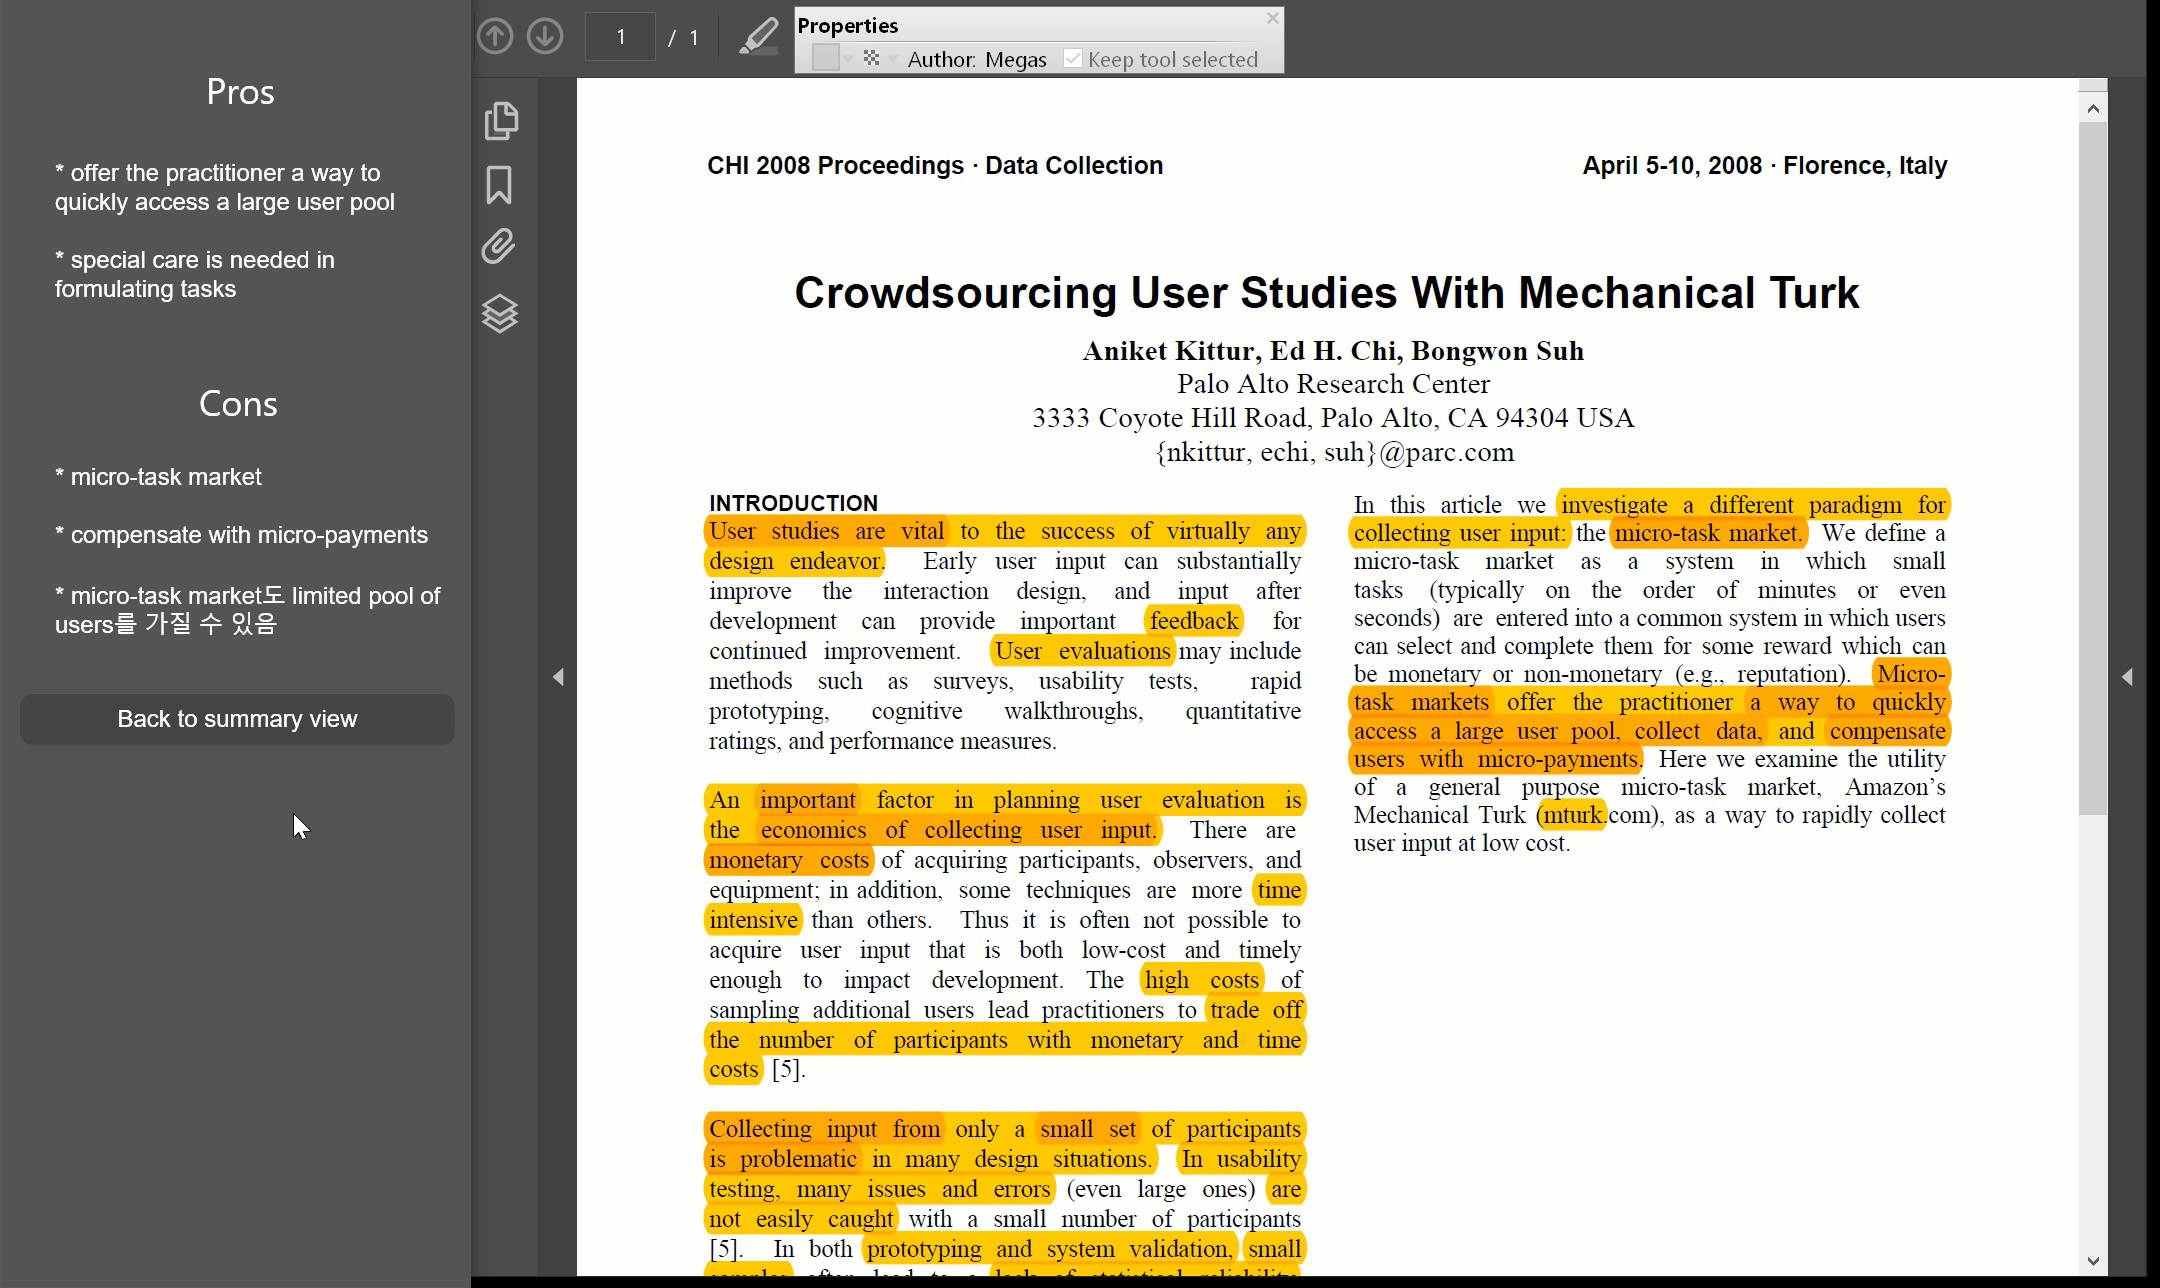 Pros
* offer the practitioner a way to
quickly access a large user pool
* special care is needed in
formulating tasks
Cons
* micro-task market
* compensate with micro-payments
* micro-task market도 limited pool of
users를 가질 수 있음
Back to summary view
1 / 1
Properties
Author: Megas Keep tool selected
CHI 2008 Proceedings · Data Collection
April 5-10, 2008 · Florence, Italy
Crowdsourcing User Studies With Mechanical Turk
Aniket Kittur, Ed H. Chi, Bongwon Suh
Palo Alto Research Center
3333 Coyote Hill Road, Palo Alto, CA 94304 USA
{nkittur, echi, suh}@parc.com
INTRODUCTION
User studies are vital to the success of virtually any
design endeavor. Early user input can substantially
improve the interaction design, and input after
development can provide important feedback for
continued improvement. User evaluations may include
methods such as surveys, usability tests, rapid
prototyping, cognitive walkthroughs, quantitative
ratings, and performance measures.
An important factor in planning user evaluation is
the economics of collecting user input. There are
monetary costs of acquiring participants, observers, and
equipment; in addition, some techniques are more time
intensive than others. Thus it is often not possible to
acquire user input that is both low-cost and timely
enough to impact development. The high costs of
sampling additional users lead practitioners to trade off
the number of participants with monetary and time
costs [5].
Collecting input from only a small set of participants
is problematic in many design situations. In usability
testing, many issues and errors (even large ones) are
not easily caught with a small number of participants
[5]. In both prototyping and system validation, small
samples often lead to a lack of statistical reliability
In this article we investigate a different paradigm for
collecting user input: the micro-task market. We define a
micro-task market as a system in which small
tasks (typically on the order of minutes or even
seconds) are entered into a common system in which users
can select and complete them for some reward which can
be monetary or non-monetary (e.g., reputation). Micro-
task markets offer the practitioner a way to quickly
access a large user pool, collect data, and compensate
users with micro-payments. Here we examine the utility
of a general purpose micro-task market, Amazon's
Mechanical Turk (mturk.com), as a way to rapidly collect
user input at low cost.